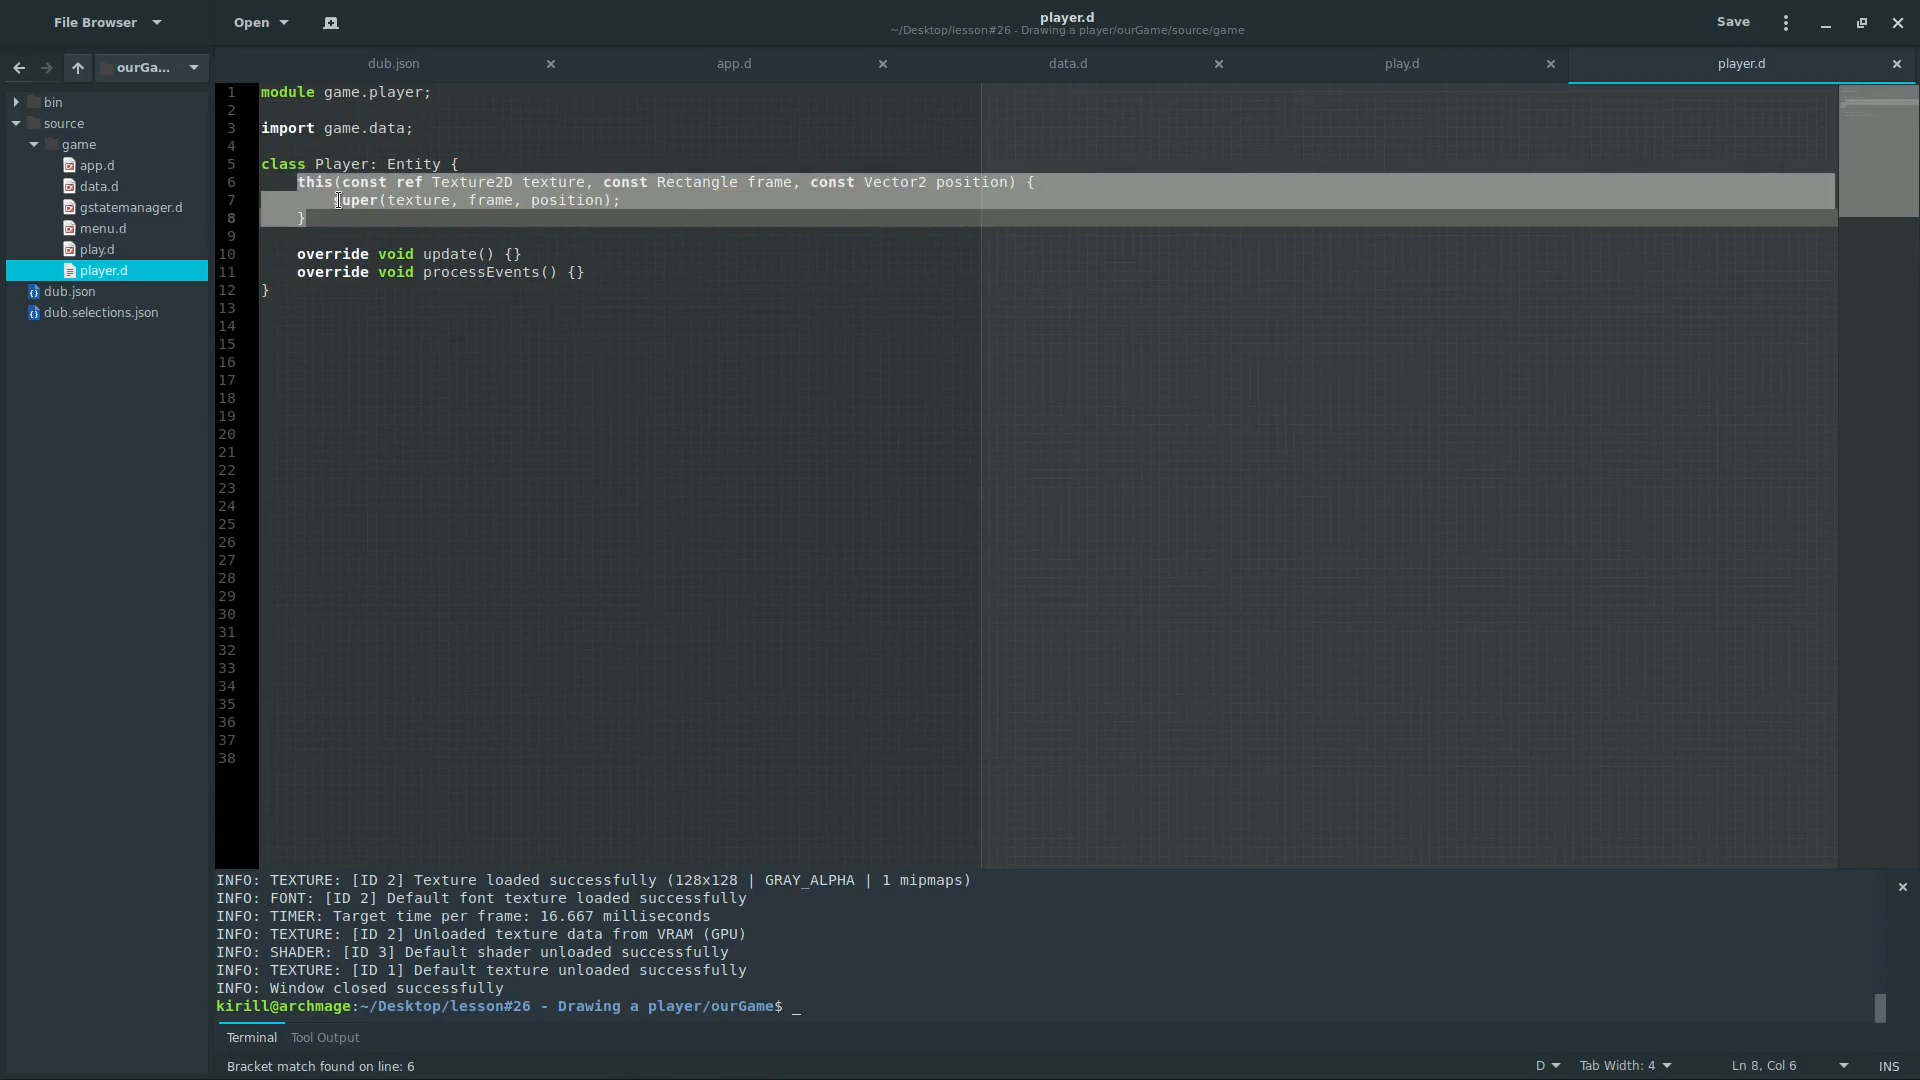 File Browser
Open
player.d
~/Desktop/lesson#26 - Drawing a player/ourGame/source/game
Save
ourGa...
dub.json
app.d
data.d
play.d
player.d
bin
source
game
app.d
data.d
gstatemanager.d
menu.d
play.d
player.d
dub.json
dub.selections.json
1 module game.player;
2
3 import game.data;
4
5 class Player: Entity {
6 this(const ref Texture2D texture, const Rectangle frame, const Vector2 position) {
7 super(texture, frame, position);
8 }
9
10 override void update() {}
11 override void processEvents() {}
12 }
13
14
15
16
17
18
19
20
21
22
23
24
25
26
27
28
29
30
31
32
33
34
35
36
37
38
INFO: TEXTURE: [ID 2] Texture loaded successfully (128x128 | GRAY_ALPHA | 1 mipmaps)
INFO: FONT: [ID 2] Default font texture loaded successfully
INFO: TIMER: Target time per frame: 16.667 milliseconds
INFO: TEXTURE: [ID 2] Unloaded texture data from VRAM (GPU)
INFO: SHADER: [ID 3] Default shader unloaded successfully
INFO: TEXTURE: [ID 1] Default texture unloaded successfully
INFO: Window closed successfully
kirill@archmage:~/Desktop/lesson#26 - Drawing a player/ourGame$ _
Terminal
Tool Output
Bracket match found on line: 6
D
Tab Width: 4
Ln 8, Col 6
INS